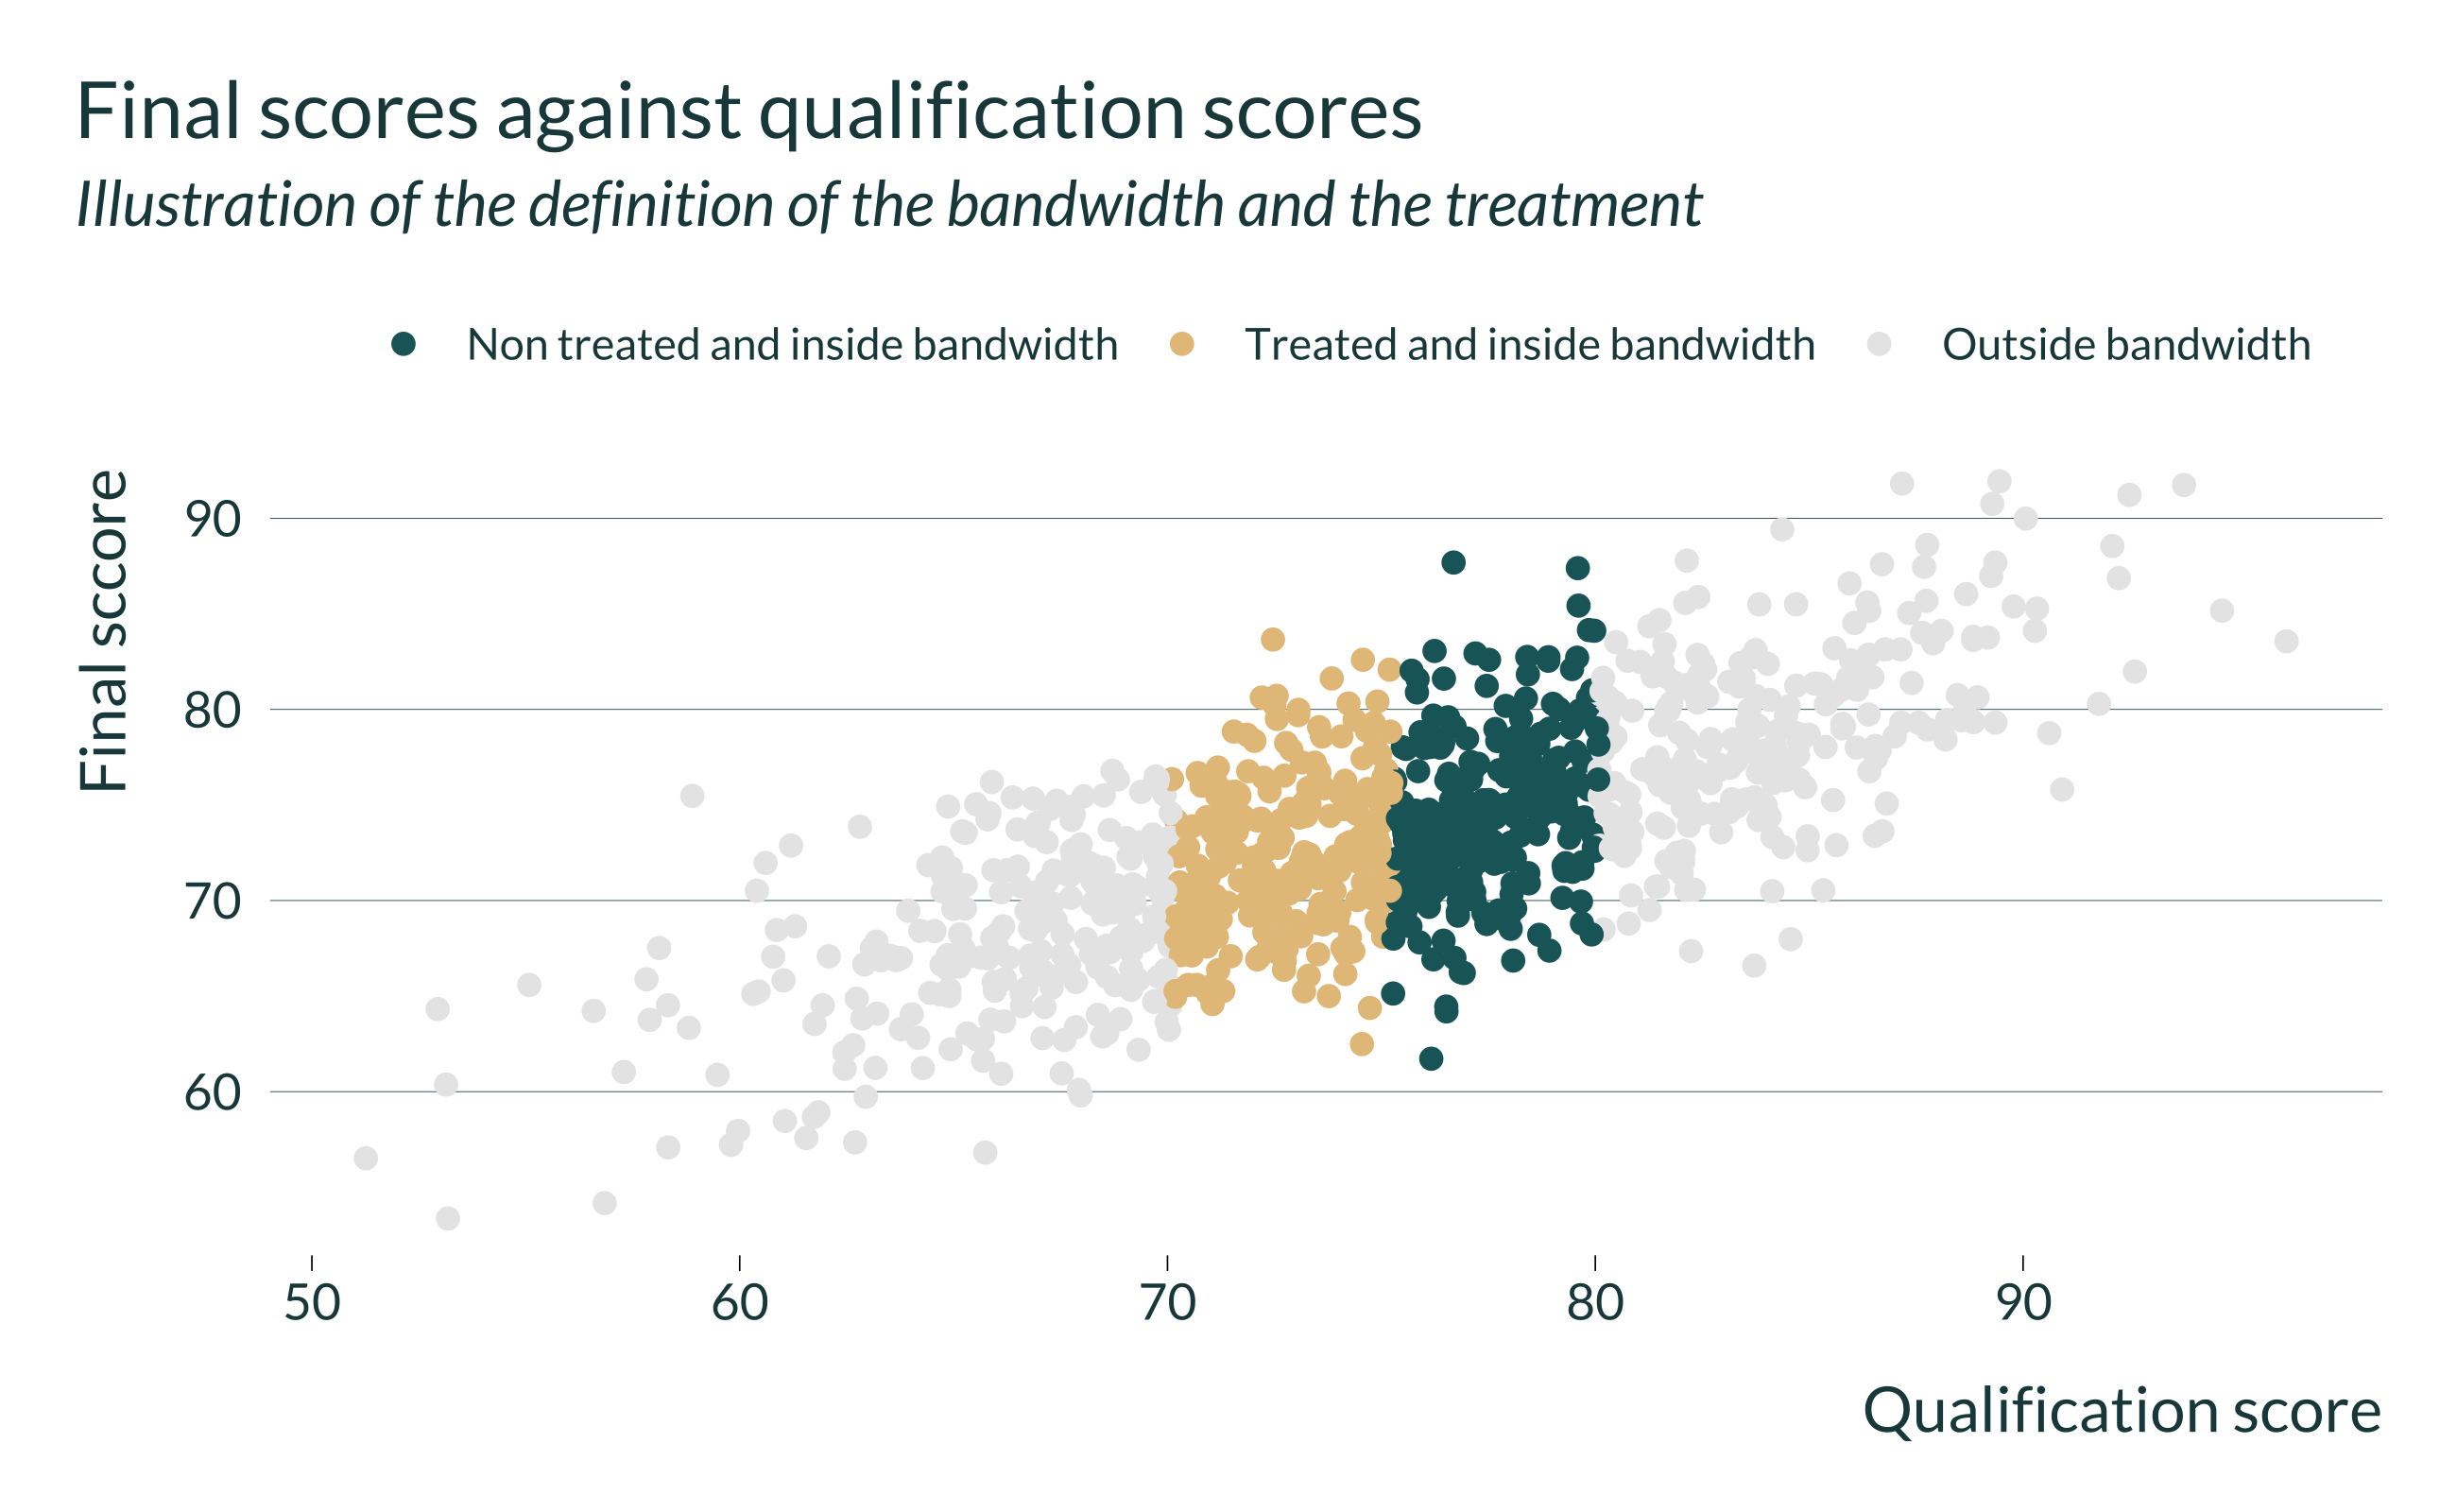 Final scores against qualification scores
Illustration of the definition of the bandwidth and the treatment
Non treated and inside bandwidth Treated and inside bandwidth Outside bandwidth
Final score
90
80
70
60
50 60 70 80 90
Qualification score